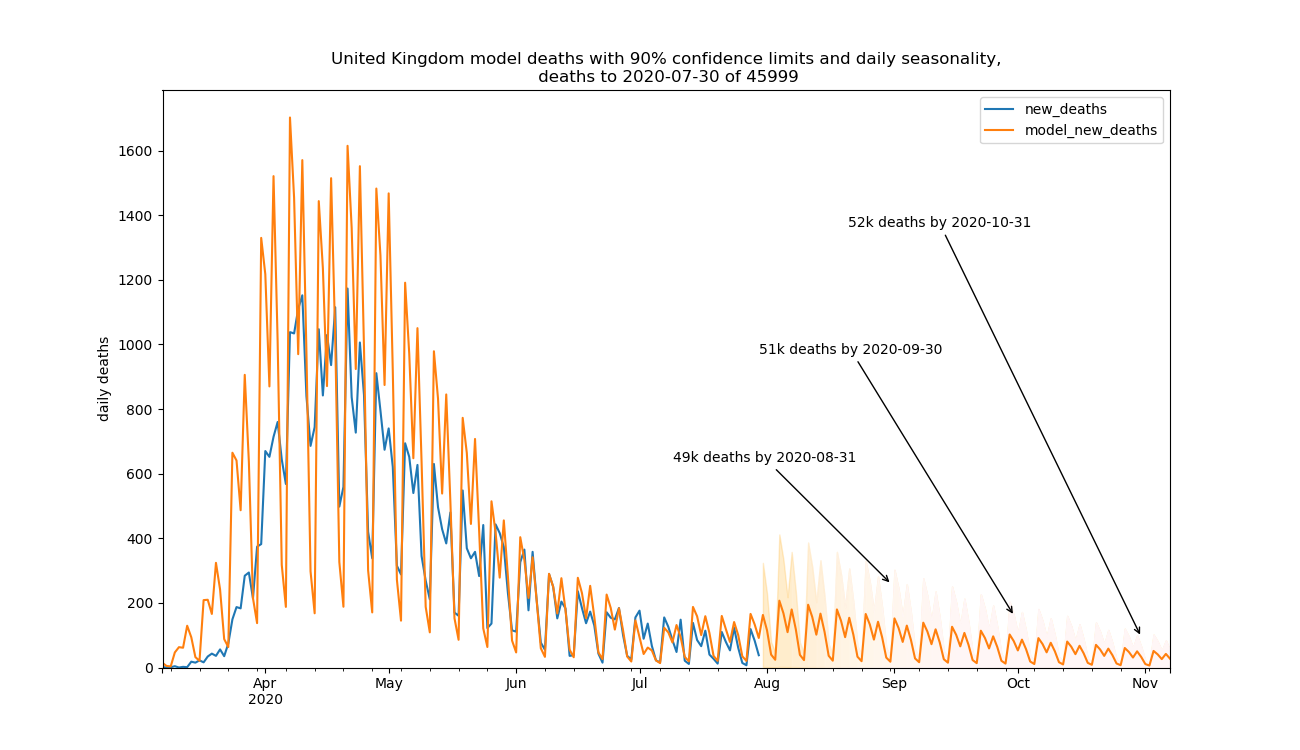 United Kingdom model deaths with 90% confidence limits and daily seasonality,
deaths to 2020-07-30 of 45999
new_deaths
model_new_deaths
1600
1400
1200
1000
800
600
400
200
0
daily deaths
52k deaths by 2020-10-31
51k deaths by 2020-09-30
49k deaths by 2020-08-31
Apr May Jun Jul Aug Sep Oct Nov
2020